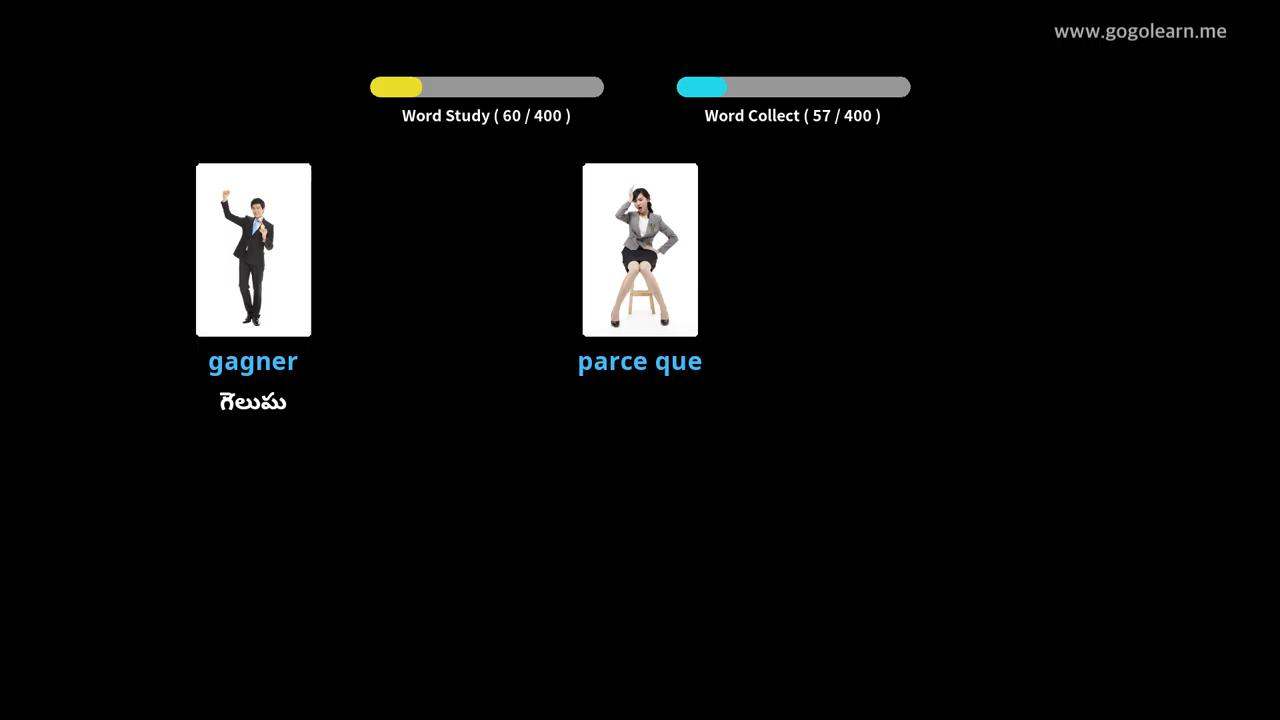 www.gogolearn.me
Word Study ( 60 / 400 )
Word Collect ( 57 / 400 )
gagner
parce que
గెలుపు